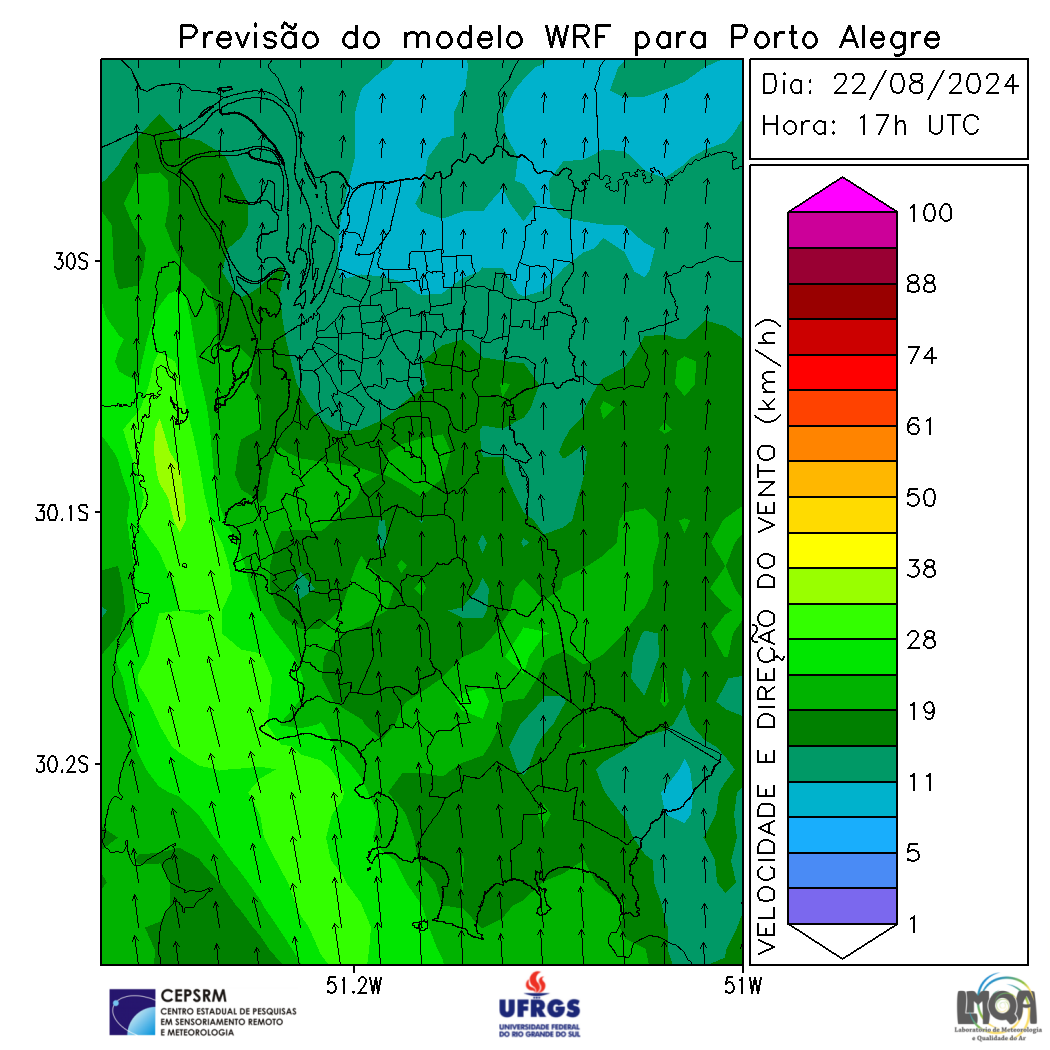 Previsão do modelo WRF para Porto Alegre
Dia: 22/08/2024
Hora: 17h UTC
30S
30.1S
30.2S
51.2W
51W
VELOCIDADE E DIREÇÃO DO VENTO (km/h)
100
88
74
61
50
38
28
19
11
5
1
CEPSRM
CENTRO ESTADUAL DE PESQUISAS
EM SENSORIAMENTO REMOTO
E METEOROLOGIA
UFRGS
UNIVERSIDADE FEDERAL
DO RIO GRANDE DO SUL
LMQA
Laboratório de Meteorologia
e Qualidade do Ar